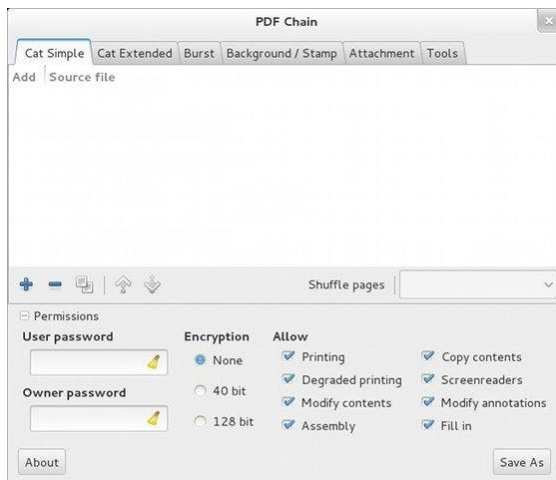 PDF Chain
Cat Simple Cat Extended Burst Background / Stamp Attachment Tools
Add Source file
Shuffle pages
Permissions
User password Encryption Allow
None Printing Copy contents
Degraded printing Screenreaders
Owner password 40 bit Modify contents Modify annotations
128 bit Assembly Fill in
About Save As